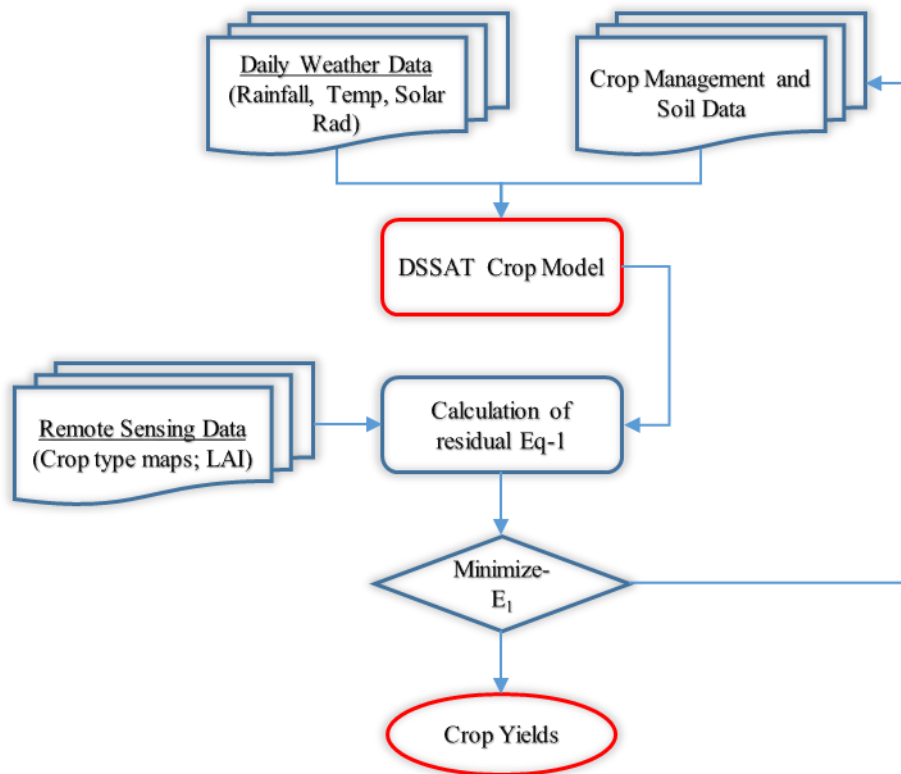 Daily Weather Data
(Rainfall, Temp, Solar
Rad)
Crop Management and
Soil Data
DSSAT Crop Model
Remote Sensing Data
(Crop type maps; LAI)
Calculation of
residual Eq-1
Minimize-
E₁
Crop Yields